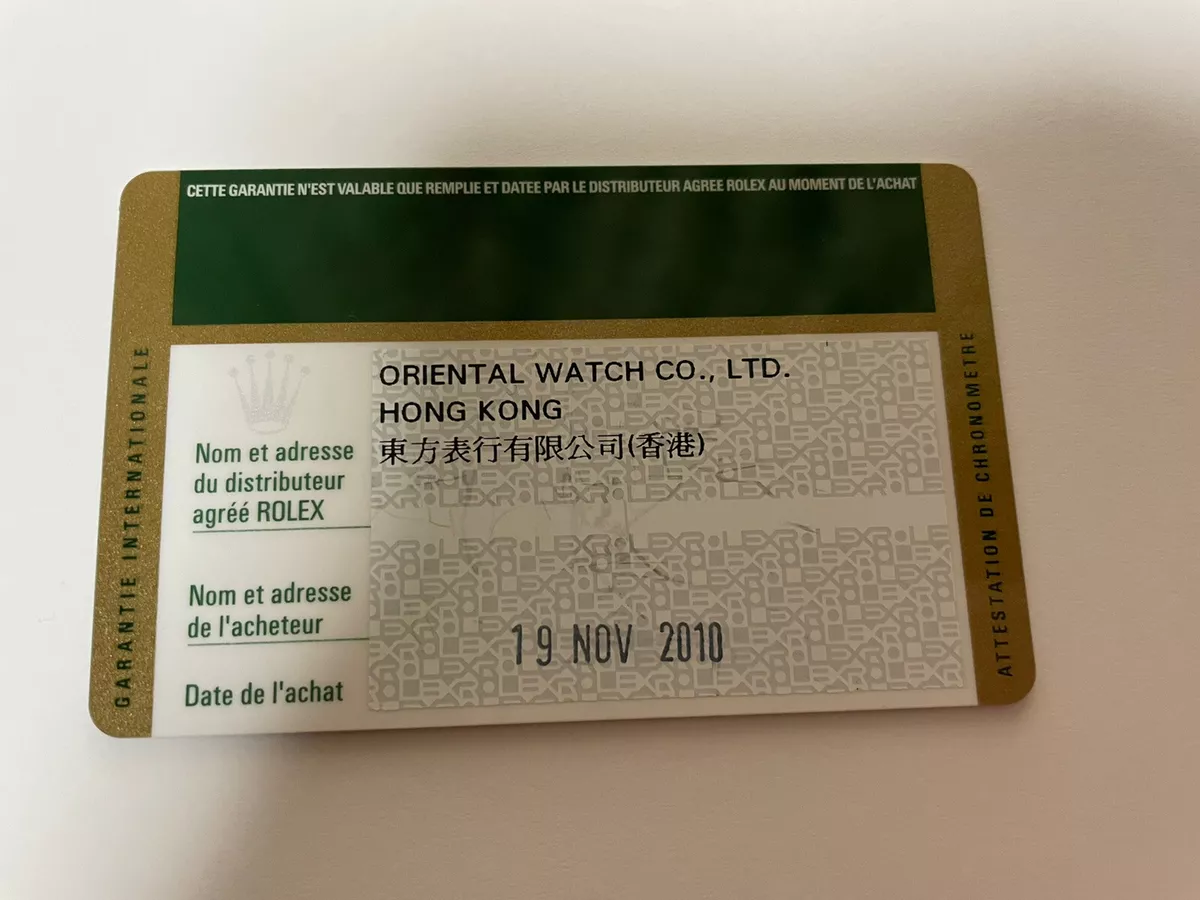 CETTE GARANTIE N'EST VALABLE QUE REMPLIE ET DATEE PAR LE DISTRIBUTEUR AGREE ROLEX AU MOMENT DE L'ACHAT
GARANTIE INTERNATIONALE
Nom et adresse
du distributeur
agréé ROLEX
ORIENTAL WATCH CO., LTD.
HONG KONG
東方表行有限公司(香港)
Nom et adresse
de l'acheteur
Date de l'achat
19 NOV 2010
ATTESTATION DE CHRONOMETRE